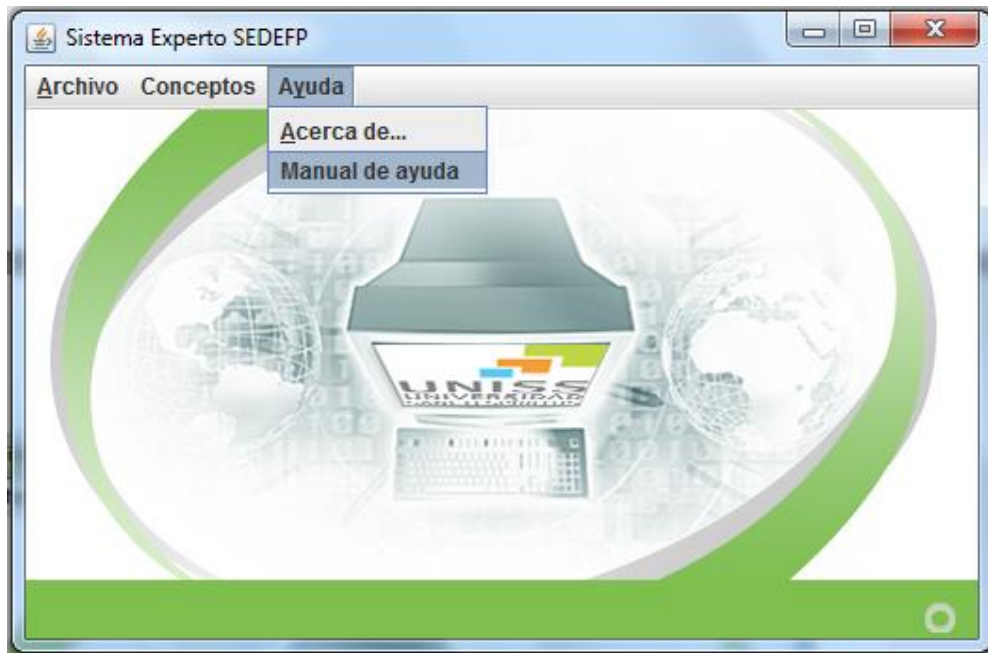 Sistema Experto SEDEFP
Archivo Conceptos Ayuda
Acerca de...
Manual de ayuda
UNISS
UNIVERSIDAD